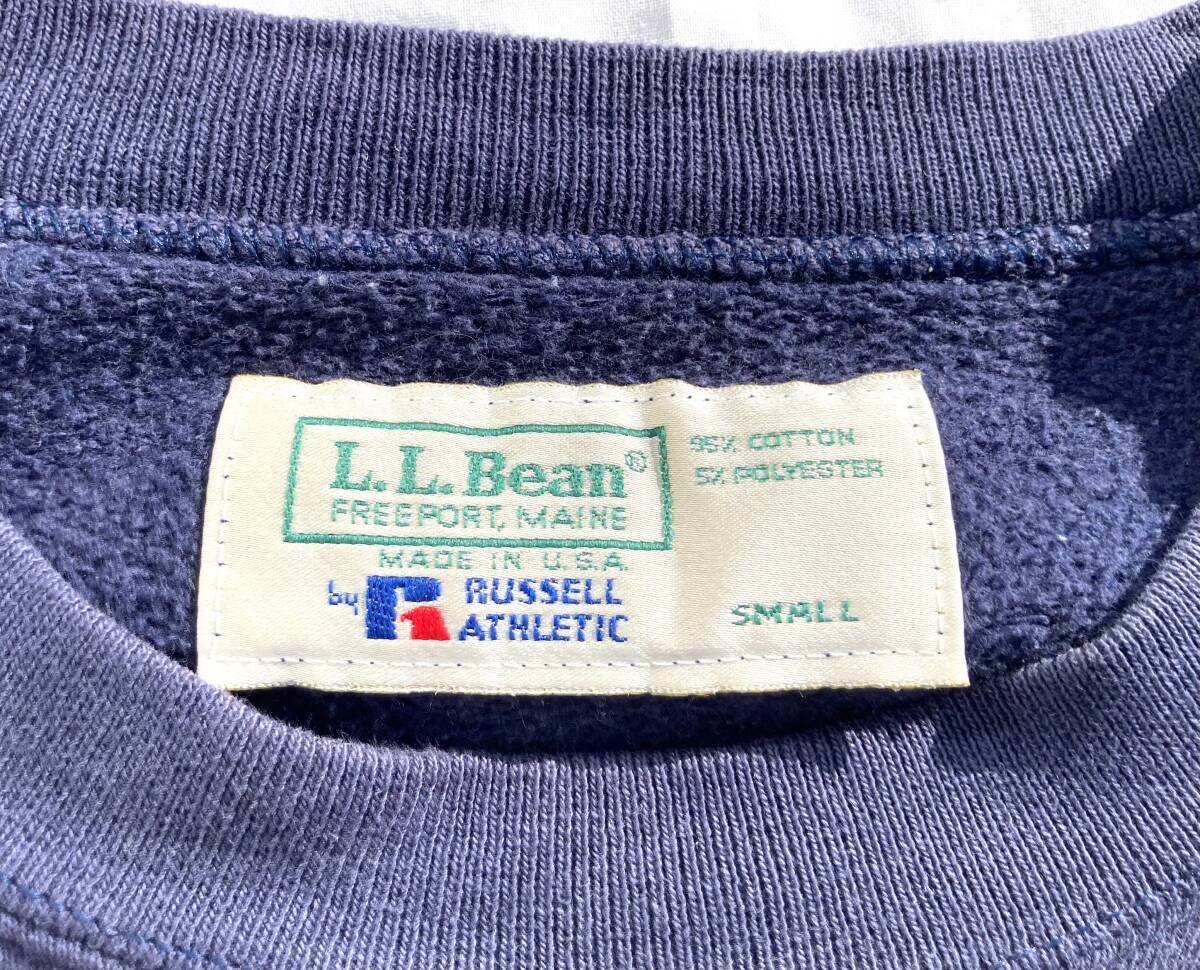 L.L.Bean®
FREEPORT, MAINE
MADE IN U.S.A.
by RUSSELL
ATHLETIC
95% COTTON
5% POLYESTER
SMALL